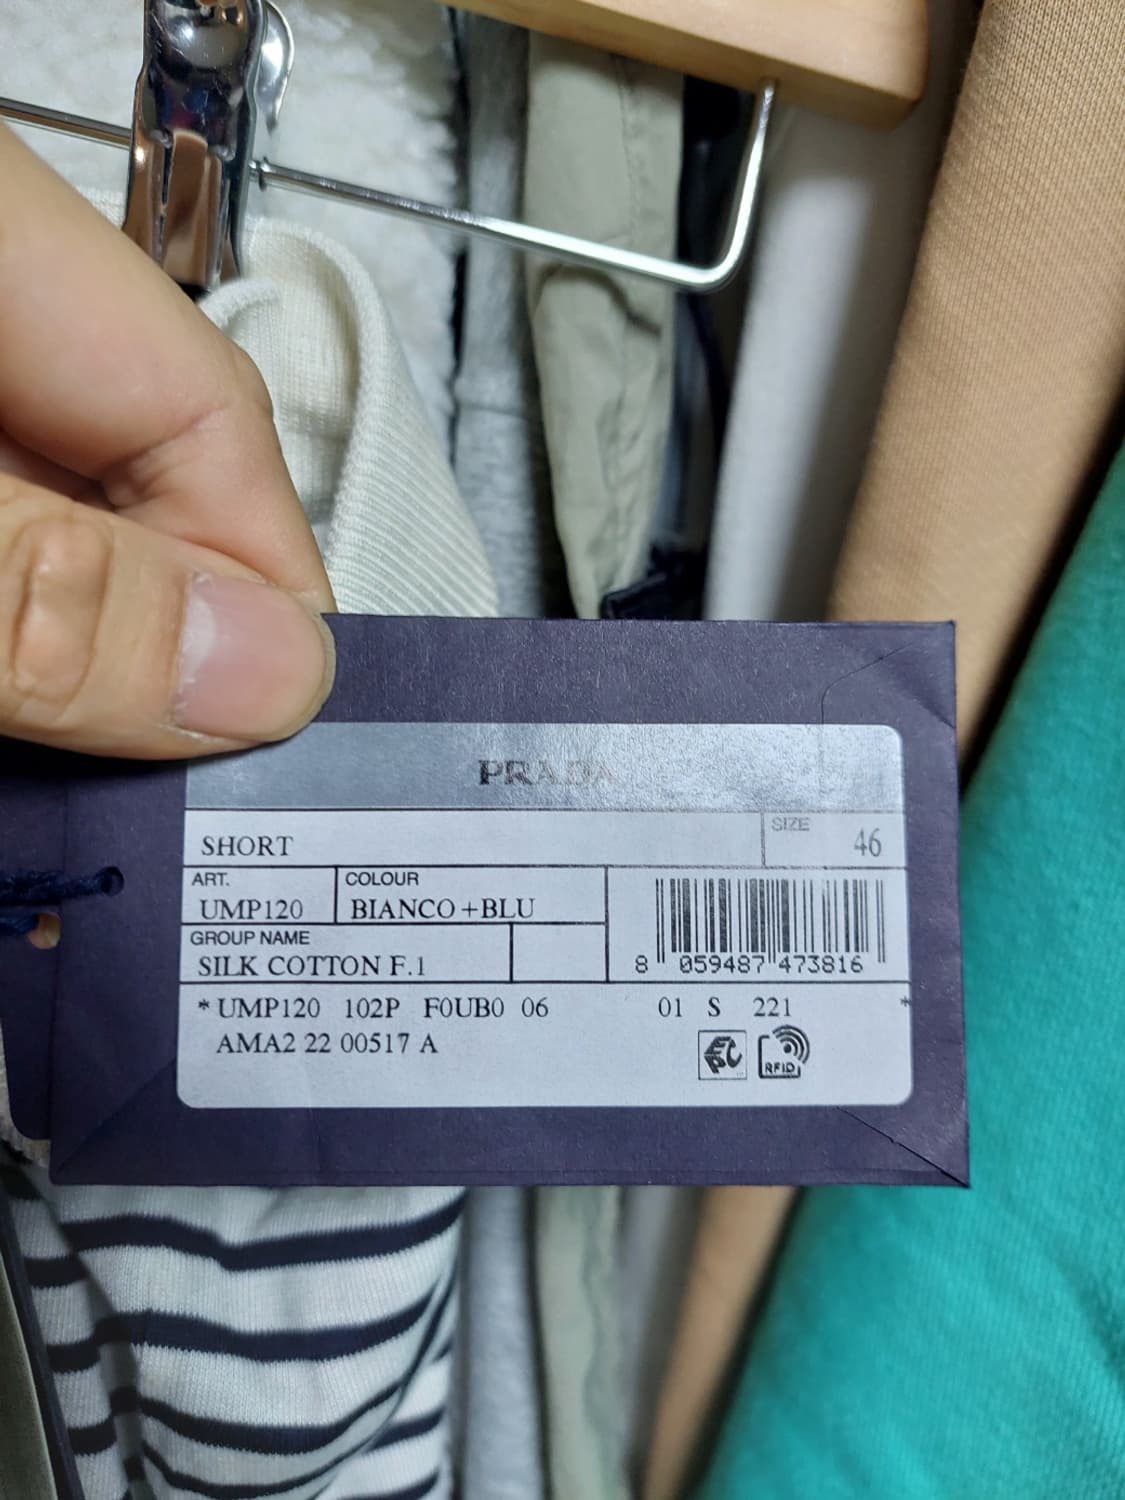 PRADA
SHORT
SIZE
46
ART.
UMP120
COLOUR
BIANCO+BLU
GROUP NAME
SILK COTTON F.1
8 059487 473816
* UMP120 102P F0UB0 06 01 S 221 *
AMA2 22 00517 A
EPC
RFID